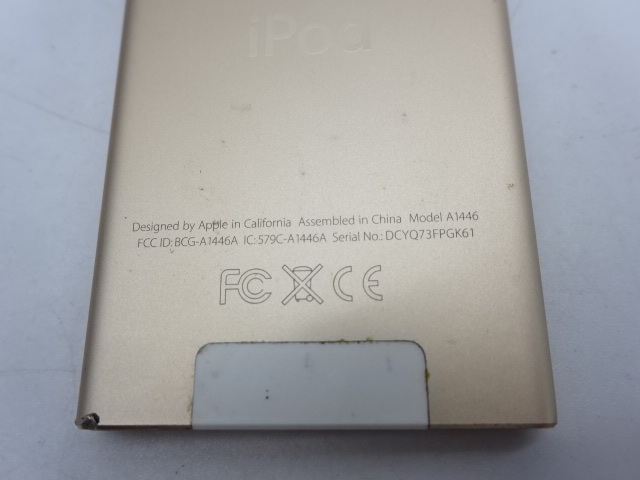 iPod
Designed by Apple in California Assembled in China Model A1446
FCC ID: BCG-A1446A IC: 579C-A1446A Serial No.: DCYQ73FPGK61
FC CE